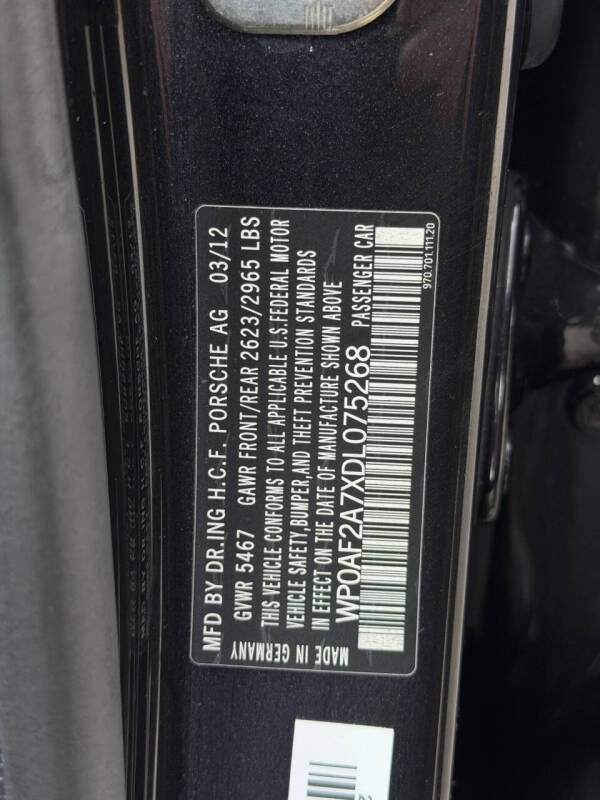 MFD BY DR.ING H.C.F. PORSCHE AG 03/12
GVWR 5467 GAWR FRONT/REAR 2623/2965 LBS
THIS VEHICLE CONFORMS TO ALL APPLICABLE U.S.FEDERAL MOTOR
VEHICLE SAFETY,BUMPER,AND THEFT PREVENTION STANDARDS
IN EFFECT ON THE DATE OF MANUFACTURE SHOWN ABOVE
WP0AF2A7XDL075268 PASSENGER CAR
MADE IN GERMANY
970.701.111.20